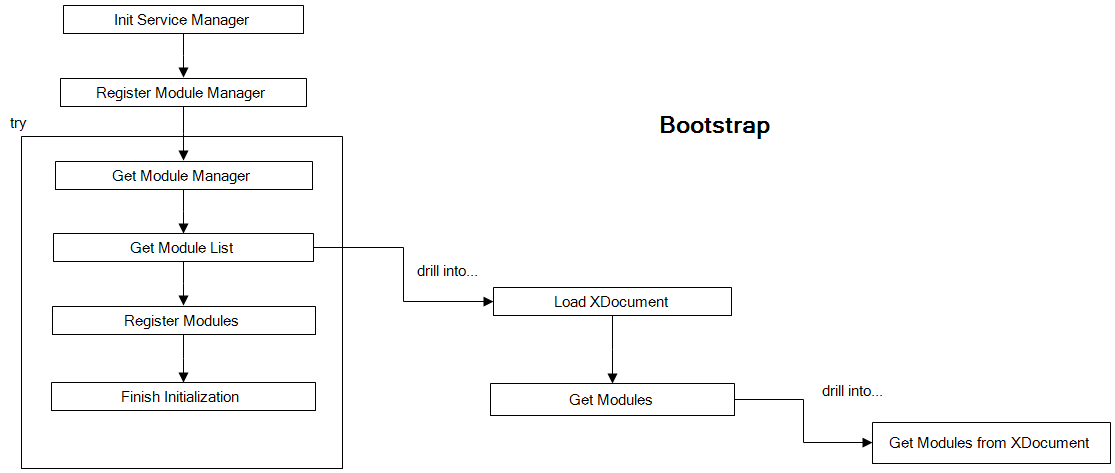 Init Service Manager
Register Module Manager
try
Bootstrap
Get Module Manager
Get Module List
drill into...
Load XDocument
Register Modules
Finish Initialization
Get Modules
drill into...
Get Modules from XDocument